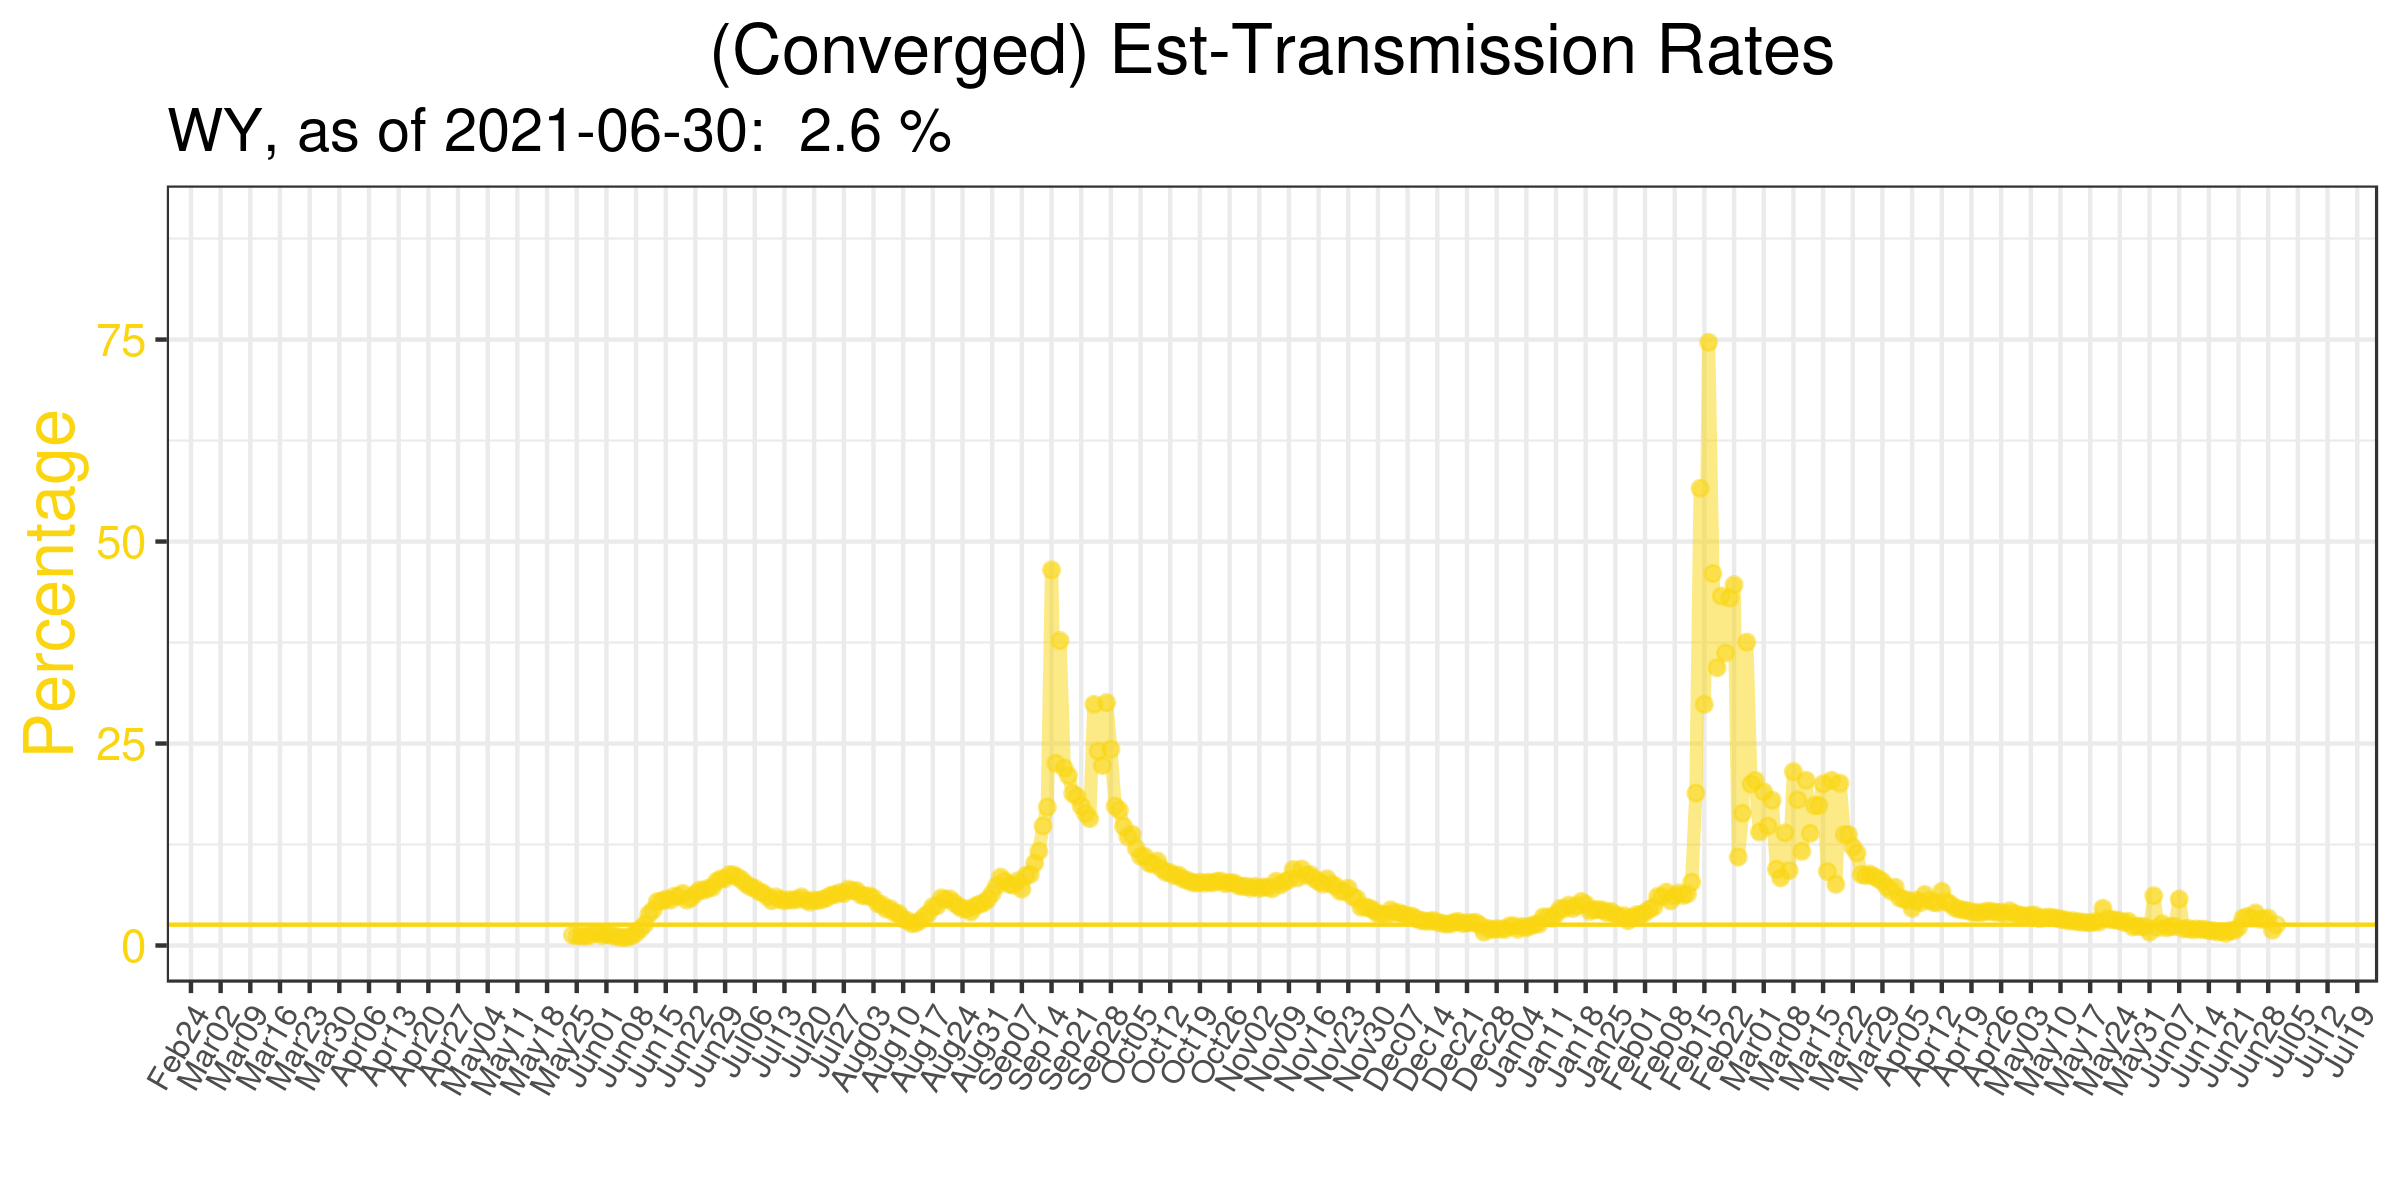 (Converged) Est-Transmission Rates
WY, as of 2021-06-30:  2.6 %
Percentage
75
50
25
0
Feb24
Mar02
Mar09
Mar16
Mar23
Mar30
Apr06
Apr13
Apr20
Apr27
May04
May11
May18
May25
Jun01
Jun08
Jun15
Jun22
Jun29
Jul06
Jul13
Jul20
Jul27
Aug03
Aug10
Aug17
Aug24
Aug31
Sep07
Sep14
Sep21
Sep28
Oct05
Oct12
Oct19
Oct26
Nov02
Nov09
Nov16
Nov23
Nov30
Dec07
Dec14
Dec21
Dec28
Jan04
Jan11
Jan18
Jan25
Feb01
Feb08
Feb15
Feb22
Mar01
Mar08
Mar15
Mar22
Mar29
Apr05
Apr12
Apr19
Apr26
May03
May10
May17
May24
May31
Jun07
Jun14
Jun21
Jun28
Jul05
Jul12
Jul19